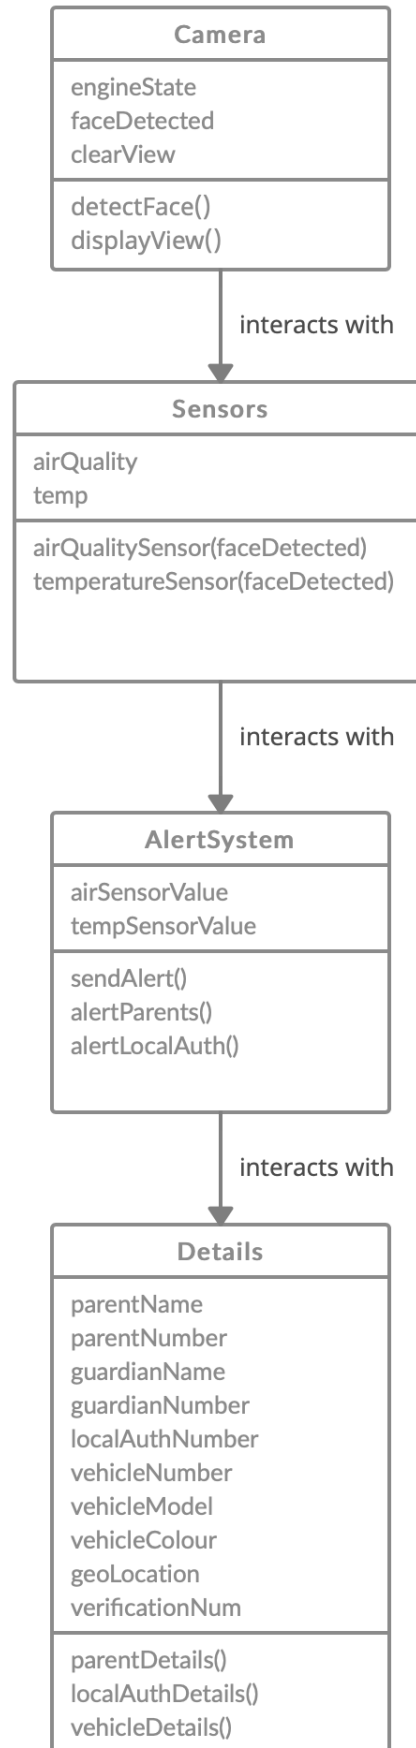 Camera
engineState
faceDetected
clearView
detectFace()
displayView()
interacts with
Sensors
airQuality
temp
airQualitySensor(faceDetected)
temperatureSensor(faceDetected)
interacts with
AlertSystem
airSensorValue
tempSensorValue
sendAlert()
alertParents()
alertLocalAuth()
interacts with
Details
parentName
parentNumber
guardianName
guardianNumber
localAuthNumber
vehicleNumber
vehicleModel
vehicleColour
geoLocation
verificationNum
parentDetails()
localAuthDetails()
vehicleDetails()